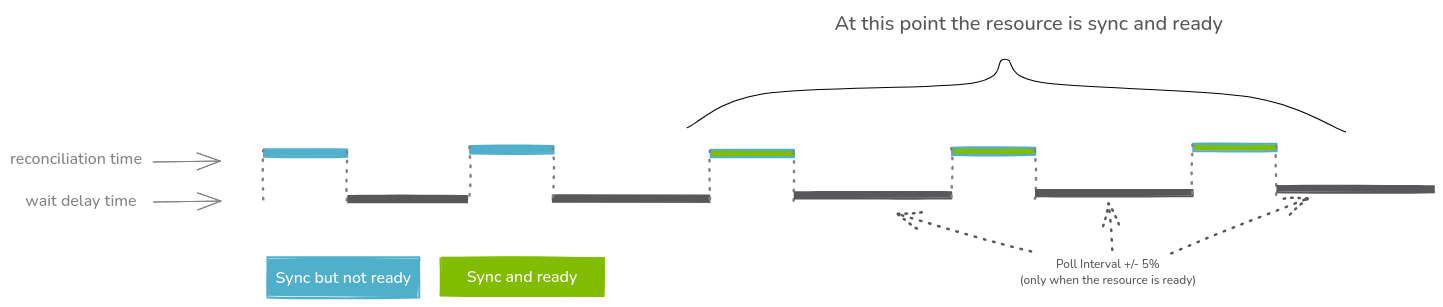 At this point the resource is sync and ready
reconciliation time
wait delay time
Sync but not ready
Sync and ready
Poll Interval +/- 5%
(only when the resource is ready)